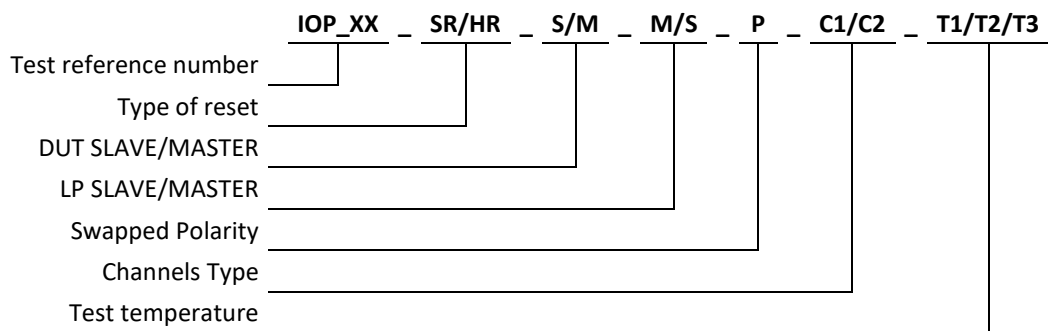 IOP_XX _ SR/HR _ S/M _ M/S _ P _ C1/C2 _ T1/T2/T3
Test reference number
Type of reset
DUT SLAVE/MASTER
LP SLAVE/MASTER
Swapped Polarity
Channels Type
Test temperature